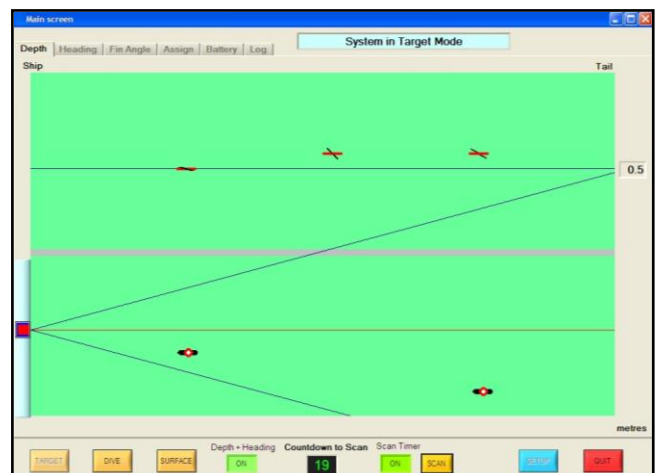 Main screen
System in Target Mode
Depth Heading Fin Angle Assign Battery Log
Ship Tail
0.5
metres
Depth + Heading Countdown to Scan Scan Timer
TARGET DIVE SURFACE ON 19 ON SCAN SETUP QUIT